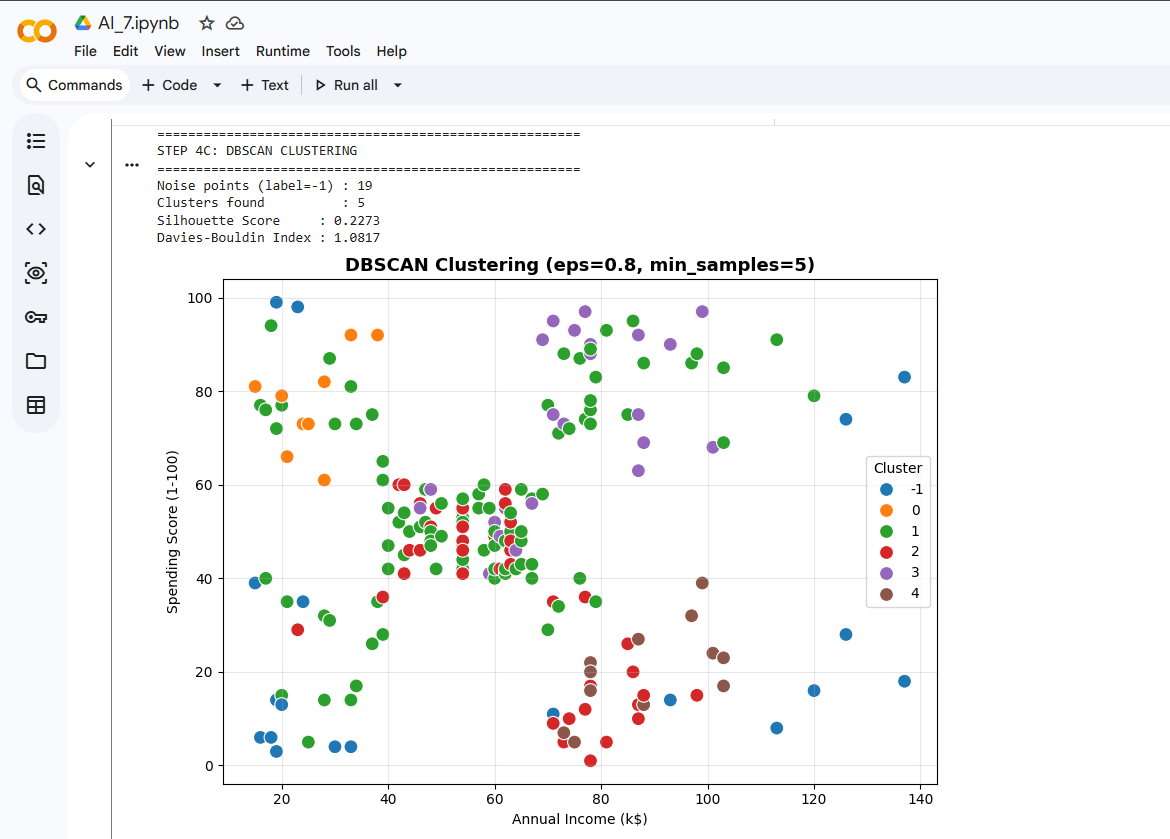 AI_7.ipynb
File Edit View Insert Runtime Tools Help
Commands + Code + Text Run all
======================================================
STEP 4C: DBSCAN CLUSTERING
======================================================
Noise points (label=-1) : 19
Clusters found          : 5
Silhouette Score     : 0.2273
Davies-Bouldin Index : 1.0817
DBSCAN Clustering (eps=0.8, min_samples=5)
Spending Score (1-100)
100
80
60
40
20
0
Cluster
-1
0
1
2
3
4
20 40 60 80 100 120 140
Annual Income (k$)